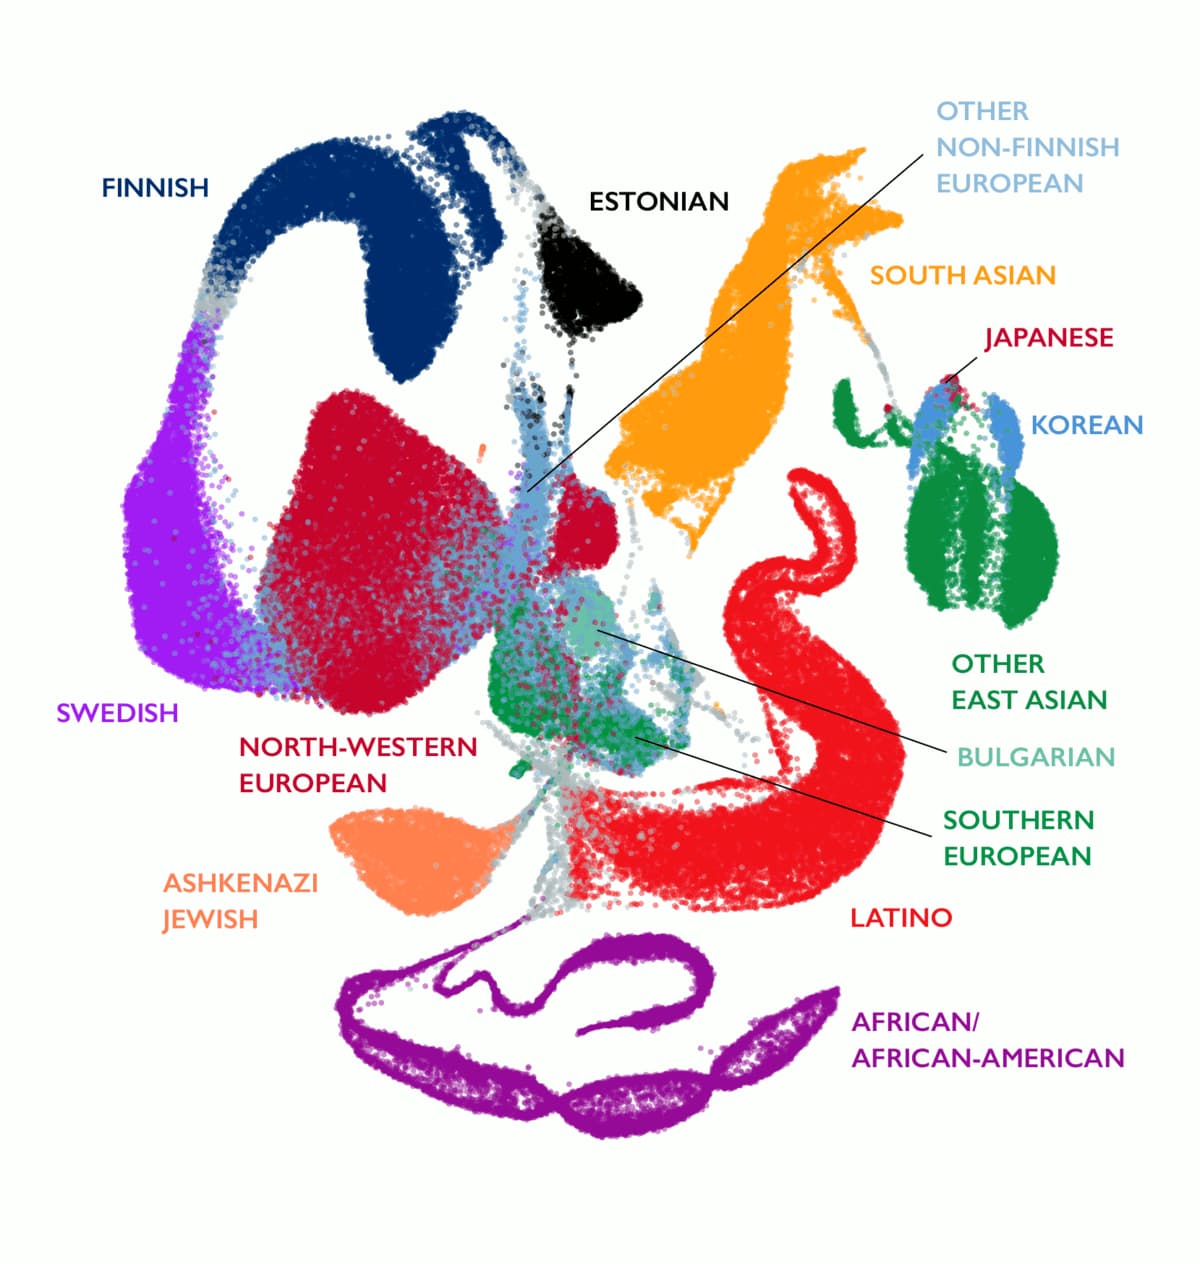 OTHER
NON-FINNISH
EUROPEAN
FINNISH
ESTONIAN
SOUTH ASIAN
JAPANESE
KOREAN
OTHER
EAST ASIAN
SWEDISH
NORTH-WESTERN
EUROPEAN
BULGARIAN
SOUTHERN
EUROPEAN
ASHKENAZI
JEWISH
LATINO
AFRICAN/
AFRICAN-AMERICAN